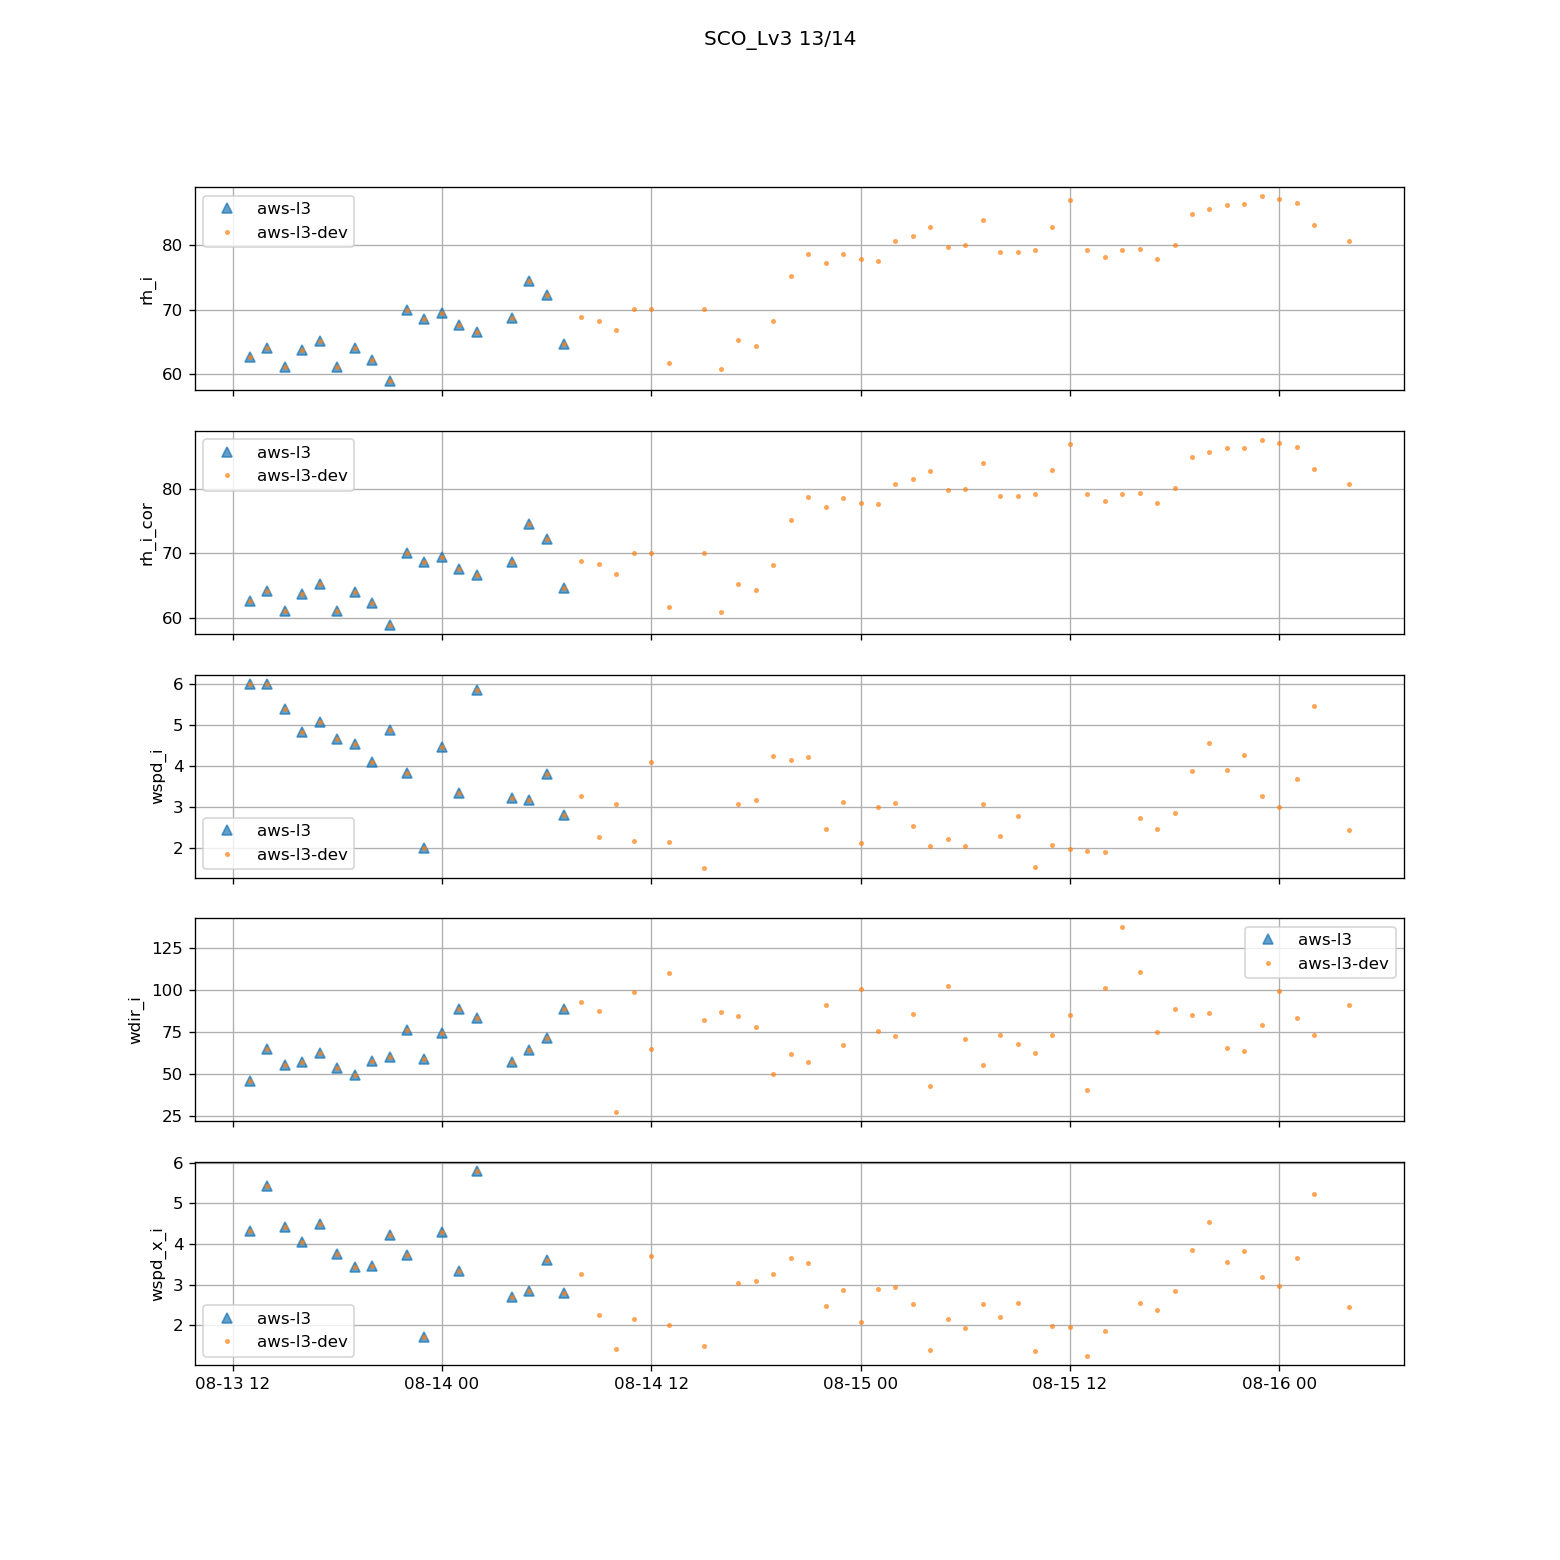 SCO_Lv3 13/14
aws-l3
aws-l3-dev
80
70
60
rh_i
aws-l3
aws-l3-dev
80
70
60
rh_i_cor
6
5
4
3
2
wspd_i
aws-l3
aws-l3-dev
125
100
75
50
25
wdir_i
aws-l3
aws-l3-dev
6
5
4
3
2
wspd_x_i
aws-l3
aws-l3-dev
08-13 12
08-14 00
08-14 12
08-15 00
08-15 12
08-16 00